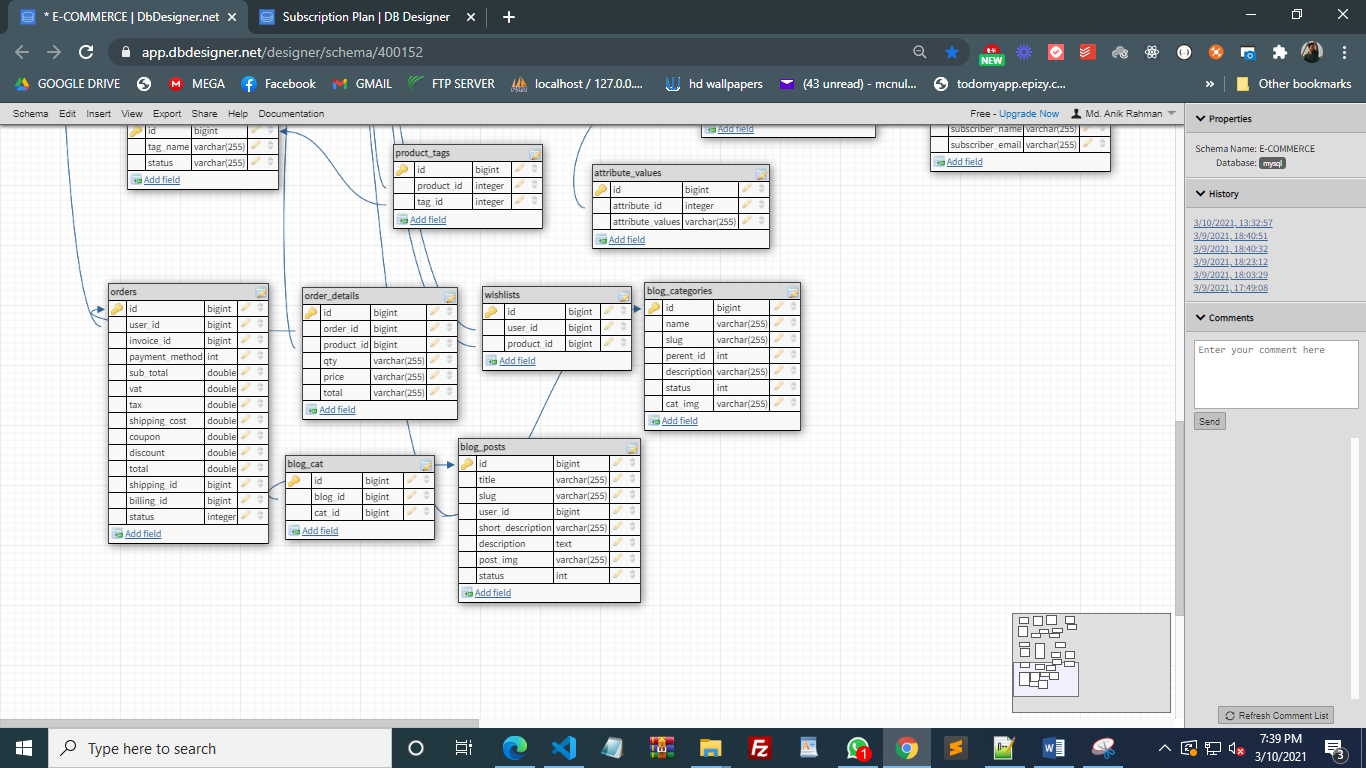 * E-COMMERCE | DbDesigner.net
Subscription Plan | DB Designer
app.dbdesigner.net/designer/schema/400152
NEW
GOOGLE DRIVE
MEGA
Facebook
GMAIL
FTP SERVER
localhost / 127.0.0....
hd wallpapers
(43 unread) - mcnul...
todomyapp.epizy.c...
»
Other bookmarks
Schema Edit Insert View Export Share Help Documentation
Free - Upgrade Now
Md. Anik Rahman
id bigint
tag_name varchar(255)
status varchar(255)
Add field
product_tags
id bigint
product_id integer
tag_id integer
Add field
Add field
attribute_values
id bigint
attribute_id integer
attribute_values varchar(255)
Add field
subscriber_name varchar(255)
subscriber_email varchar(255)
Add field
orders
id bigint
user_id bigint
invoice_id bigint
payment_method int
sub_total double
vat double
tax double
shipping_cost double
coupon double
discount double
total double
shipping_id bigint
billing_id bigint
status integer
Add field
order_details
id bigint
order_id bigint
product_id bigint
qty varchar(255)
price varchar(255)
total varchar(255)
Add field
wishlists
id bigint
user_id bigint
product_id bigint
Add field
blog_categories
id bigint
name varchar(255)
slug varchar(255)
perent_id int
description varchar(255)
status int
cat_img varchar(255)
Add field
blog_cat
id bigint
blog_id bigint
cat_id bigint
Add field
blog_posts
id bigint
title varchar(255)
slug varchar(255)
user_id bigint
short_description varchar(255)
description text
post_img varchar(255)
status int
Add field
Properties
Schema Name: E-COMMERCE
Database: mysql
History
3/10/2021, 13:32:57
3/9/2021, 18:40:51
3/9/2021, 18:40:32
3/9/2021, 18:23:12
3/9/2021, 18:03:29
3/9/2021, 17:49:08
Comments
Enter your comment here
Send
Refresh Comment List
Type here to search
1
7:39 PM
3/10/2021
3